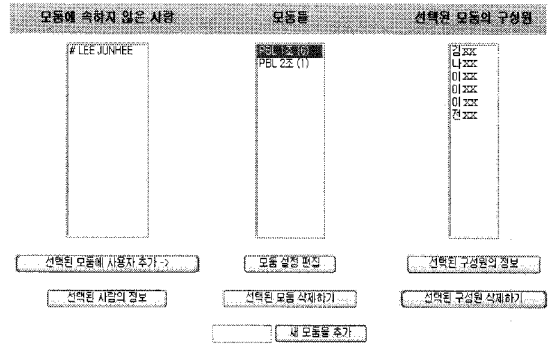 모둠에 속하지 않은 사람
모둠들
선택된 모둠의 구성원
# LEE JUNHEE
PBL 1조 (6)
PBL 2조 (1)
김XX
나XX
이XX
이XX
이XX
전XX
선택된 모둠에 사용자 추가 ->
모둠 설정 편집
선택된 구성원의 정보
선택된 사람의 정보
선택된 모둠 삭제하기
선택된 구성원 삭제하기
새 모둠을 추가